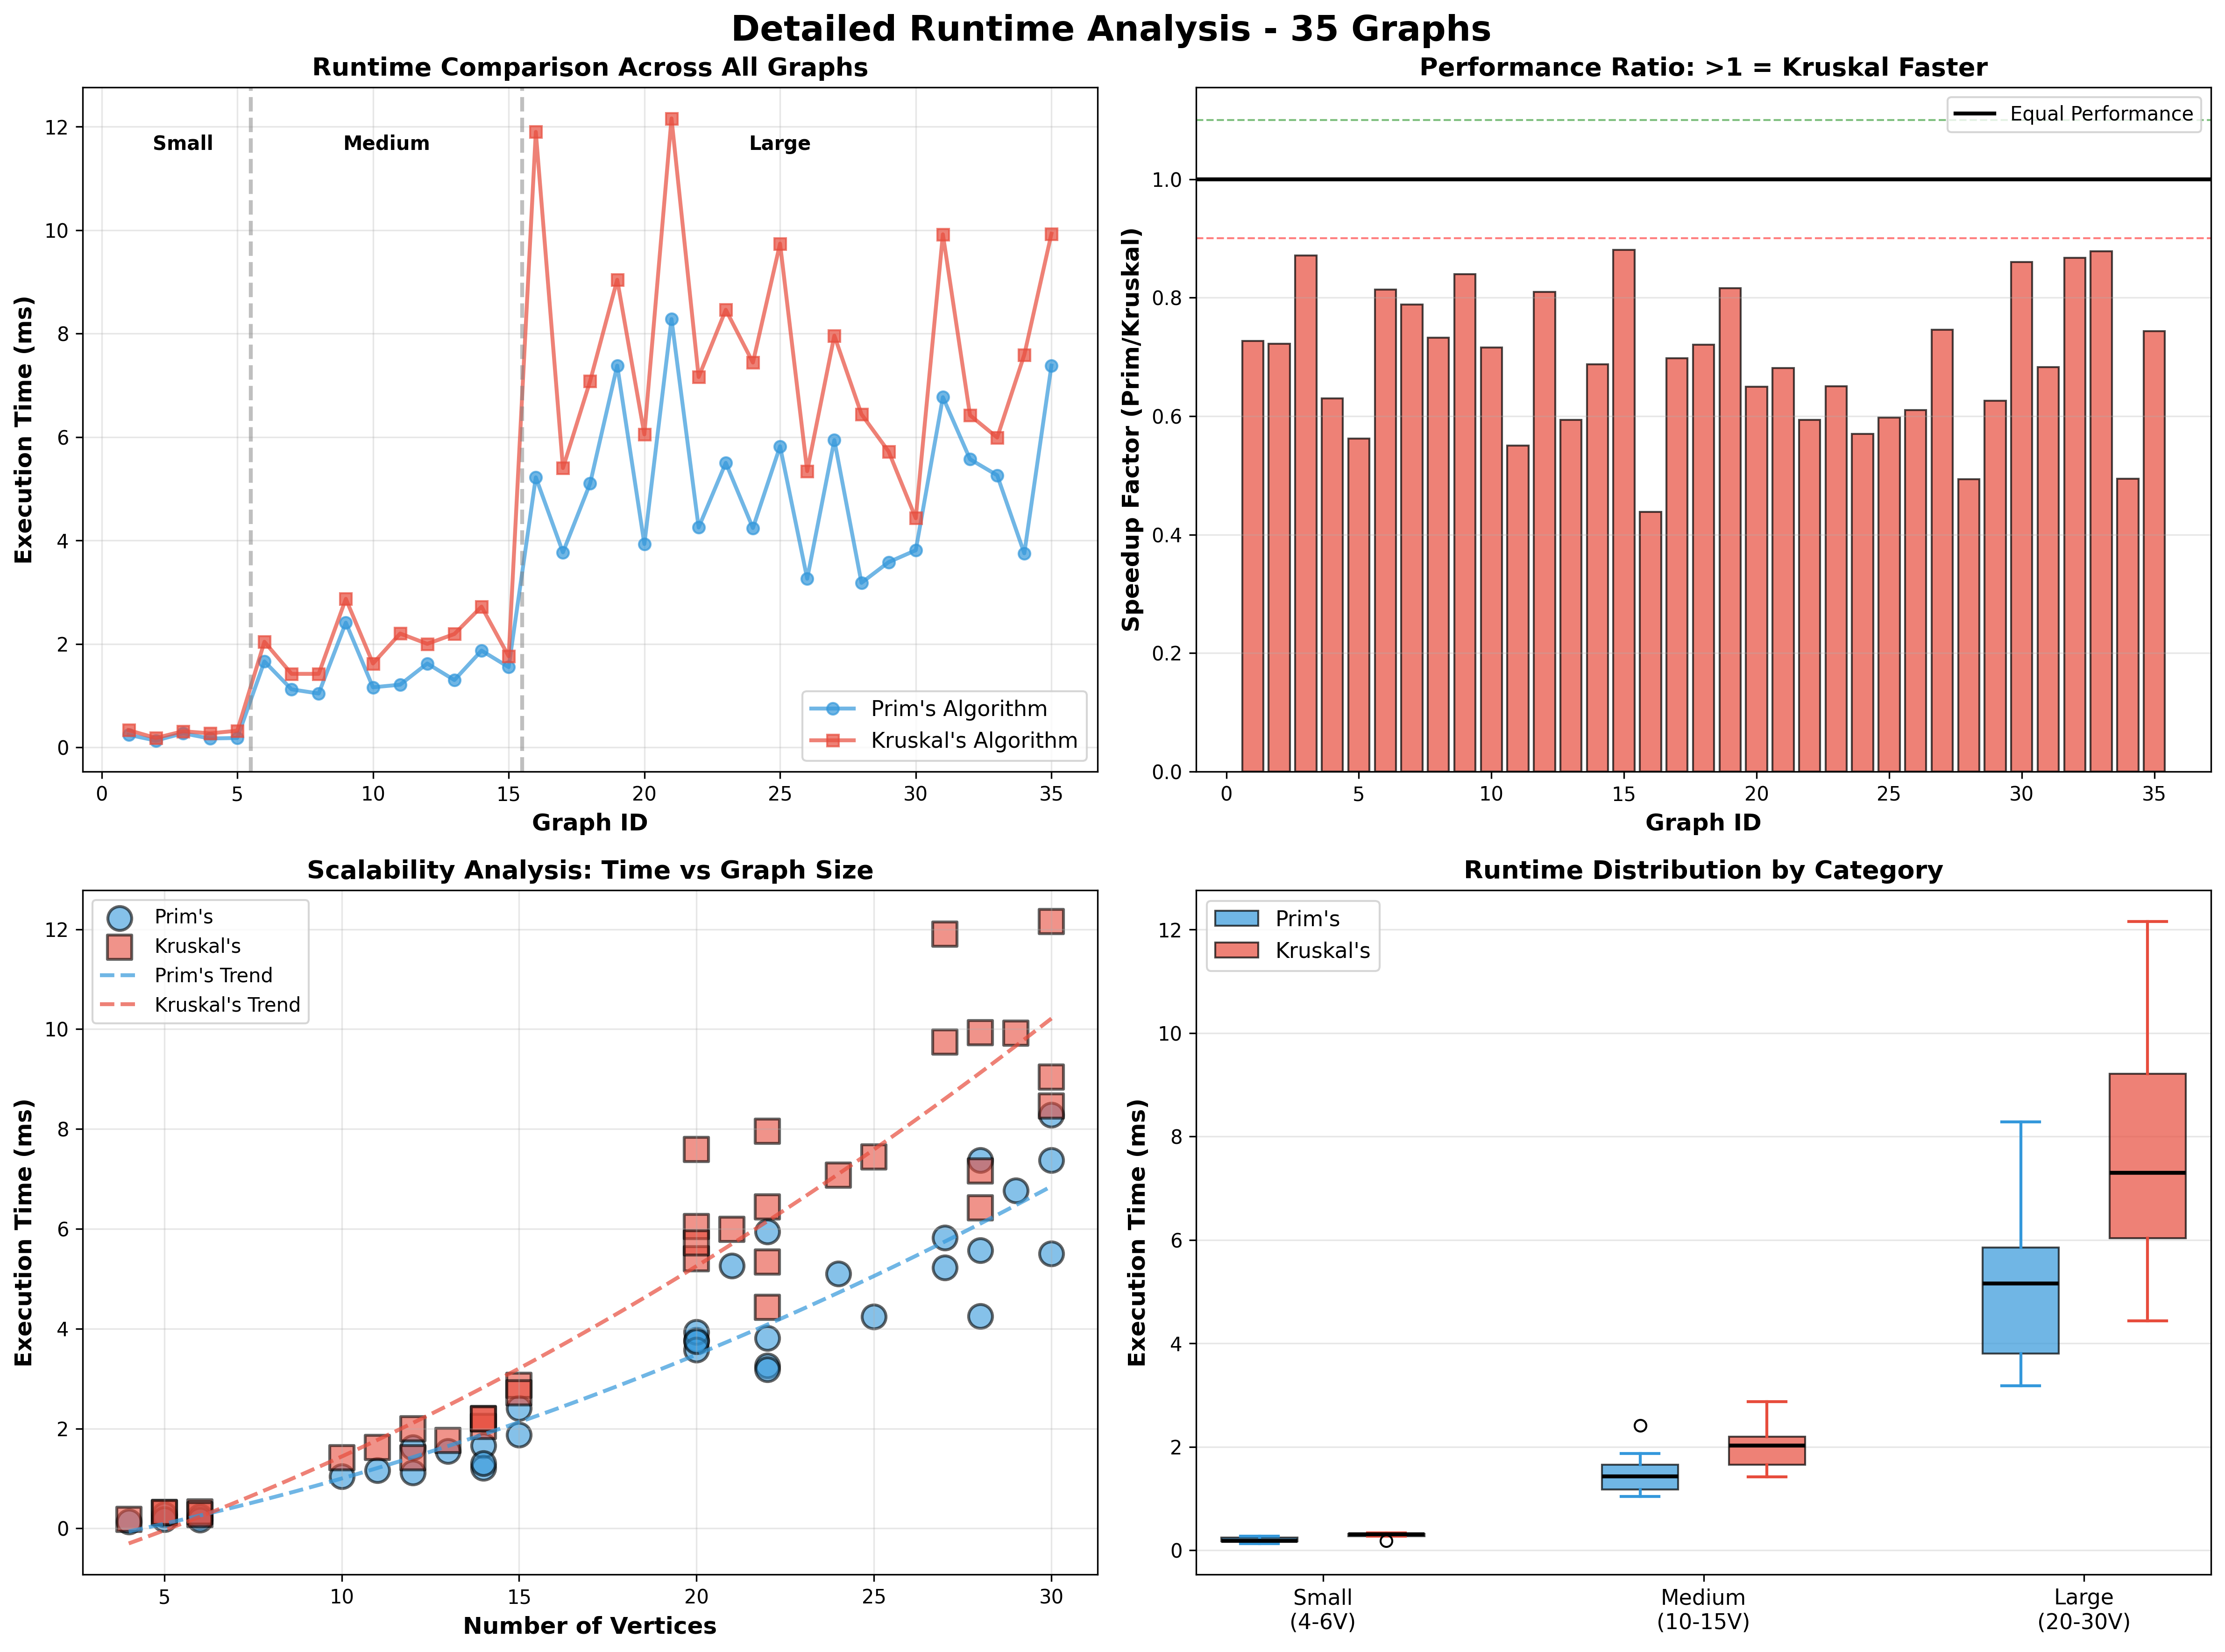 Detailed Runtime Analysis - 35 Graphs
Runtime Comparison Across All Graphs
Execution Time (ms)
12
10
8
6
4
2
0
Small
Medium
Large
Prim's Algorithm
Kruskal's Algorithm
0 5 10 15 20 25 30 35
Graph ID
Performance Ratio: >1 = Kruskal Faster
Speedup Factor (Prim/Kruskal)
1.0
0.8
0.6
0.4
0.2
0.0
Equal Performance
0 5 10 15 20 25 30 35
Graph ID
Scalability Analysis: Time vs Graph Size
Execution Time (ms)
12
10
8
6
4
2
0
Prim's
Kruskal's
Prim's Trend
Kruskal's Trend
5 10 15 20 25 30
Number of Vertices
Runtime Distribution by Category
Execution Time (ms)
12
10
8
6
4
2
0
Prim's
Kruskal's
Small Medium Large
(4-6V) (10-15V) (20-30V)